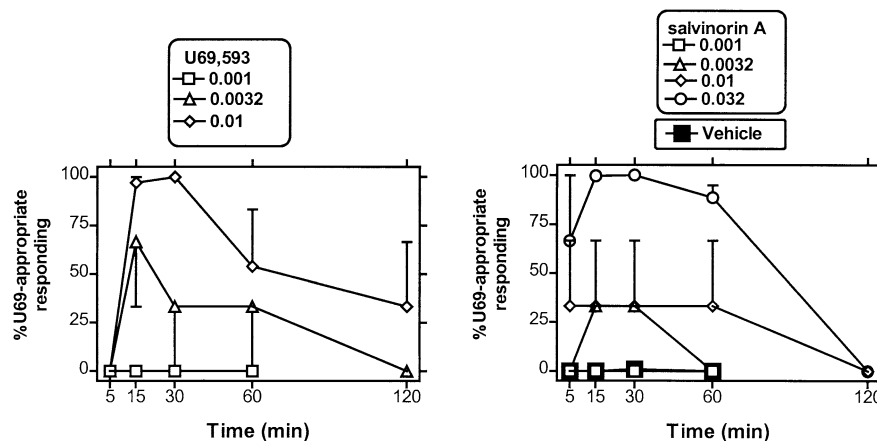 U69,593
0.001
0.0032
0.01
%U69-appropriate
responding
100
75
50
25
0
5 15 30 60 120
Time (min)
salvinorin A
0.001
0.0032
0.01
0.032
Vehicle
%U69-appropriate
responding
100
75
50
25
0
5 15 30 60 120
Time (min)